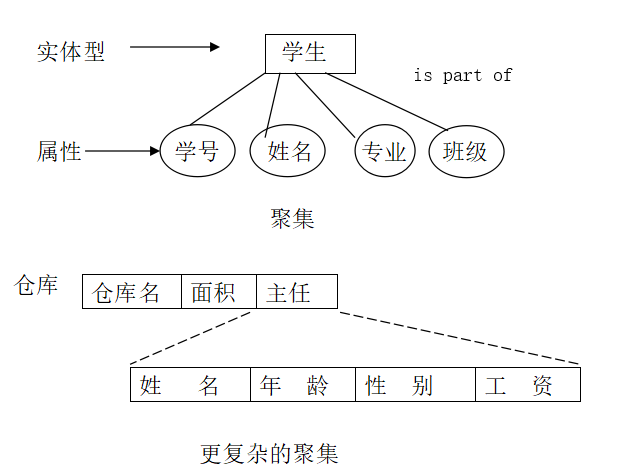 实体型 学生
is part of
属性 学号 姓名 专业 班级
聚集
仓库 仓库名 面积 主任
姓 名 年 龄 性 别 工 资
更复杂的聚集